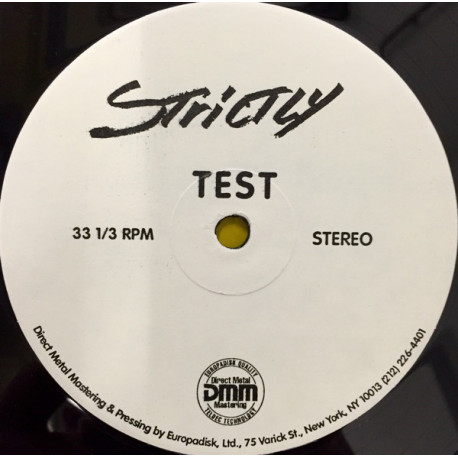 Strictly
TEST
33 1/3 RPM
STEREO
EUROPADISK QUALITY
Direct Metal
DMM
Mastering
TELDEC TECHNOLOGY
Direct Metal Mastering & Pressing by Europadisk, Ltd., 75 Varick St., New York, NY 10013 (212) 226-4401